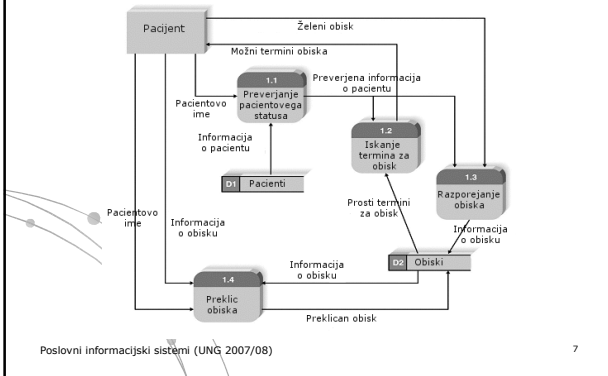 Pacijent
Želeni obisk
Možni termini obiska
1.1
Preverjanje
pacientovega
statusa
Preverjena informacija
o pacientu
Pacientovo
ime
1.2
Iskanje
termina za
obisk
Informacija
o pacientu
1.3
Razporejanje
obiska
D1 Pacienti
Prosti termini
za obisk
Pacientovo
ime
Informacija
o obisku
Informacija
o obisku
D2 Obiski
Informacija
o obisku
1.4
Preklic
obiska
Preklican obisk
Poslovni informacijski sistemi (UNG 2007/08)
7